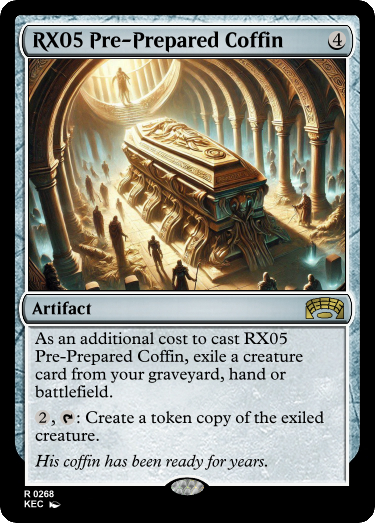 RX05 Pre-Prepared Coffin 4
Artifact
As an additional cost to cast RX05
Pre-Prepared Coffin, exile a creature
card from your graveyard, hand or
battlefield.
2, : Create a token copy of the exiled
creature.
His coffin has been ready for years.
R 0268
KEC